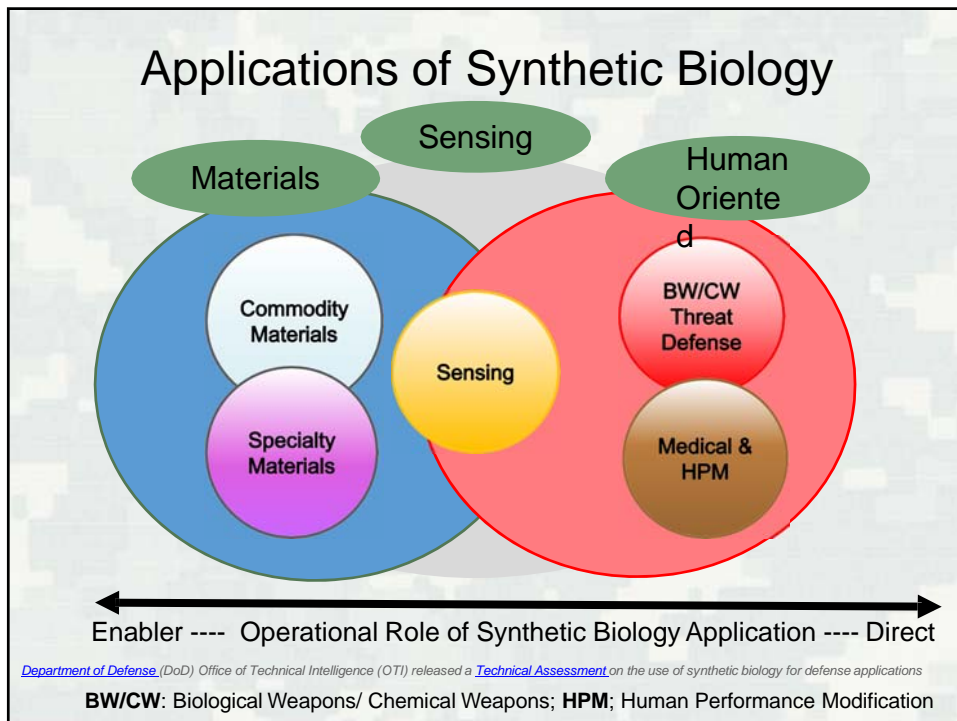 Applications of Synthetic Biology
Sensing
Materials
Human
Oriente
d
Commodity
Materials
BW/CW
Threat
Defense
Sensing
Specialty
Materials
Medical &
HPM
Enabler ---- Operational Role of Synthetic Biology Application ---- Direct
Department of Defense (DoD) Office of Technical Intelligence (OTI) released a Technical Assessment on the use of synthetic biology for defense applications
BW/CW: Biological Weapons/ Chemical Weapons; HPM; Human Performance Modification